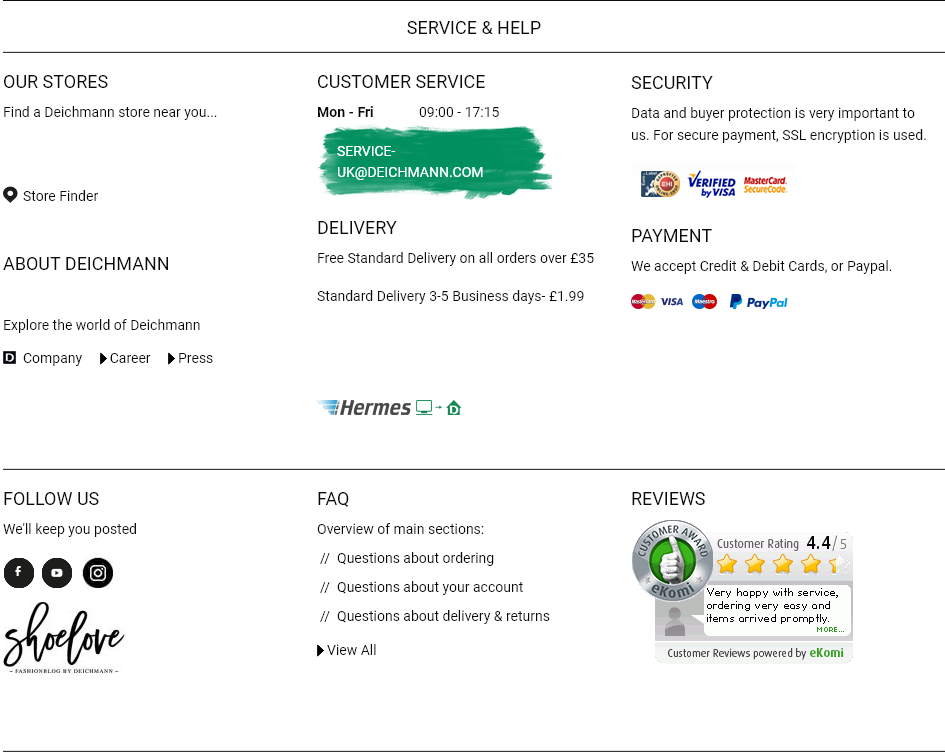 SERVICE & HELP
OUR STORES
Find a Deichmann store near you...
Store Finder
ABOUT DEICHMANN
Explore the world of Deichmann
D Company Career Press
CUSTOMER SERVICE
Mon - Fri 09:00 - 17:15
SERVICE-
UK@DEICHMANN.COM
DELIVERY
Free Standard Delivery on all orders over £35
Standard Delivery 3-5 Business days- £1.99
Hermes D
SECURITY
Data and buyer protection is very important to
us. For secure payment, SSL encryption is used.
EHI
VERIFIED
by VISA
MasterCard.
SecureCode.
PAYMENT
We accept Credit & Debit Cards, or Paypal.
MasterCard VISA Maestro PayPal
FOLLOW US
We'll keep you posted
f
shoelove
~ FASHIONBLOG BY DEICHMANN ~
FAQ
Overview of main sections:
// Questions about ordering
// Questions about your account
// Questions about delivery & returns
View All
REVIEWS
CUSTOMER AWARD
eKomi
Customer Rating 4.4/5
Very happy with service,
ordering very easy and
items arrived promptly.
MORE...
Customer Reviews powered by eKomi